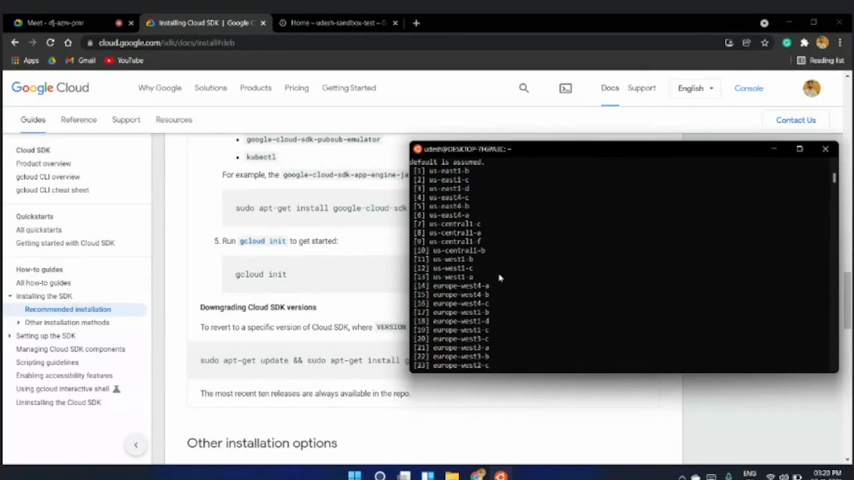 Meet - rfj-azrv-pmr
Installing Cloud SDK | Google C
Home – udesh-sandbox-test – G
cloud.google.com/sdk/docs/install#deb
Apps
Gmail
YouTube
Reading list
Google Cloud
Why Google
Solutions
Products
Pricing
Getting Started
Docs
Support
English
Console
Guides
Reference
Support
Resources
Contact Us
Cloud SDK
Product overview
gcloud CLI overview
gcloud CLI cheat sheet
Quickstarts
All quickstarts
Getting started with Cloud SDK
How-to guides
All how-to guides
Installing the SDK
Recommended installation
Other installation methods
Setting up the SDK
Managing Cloud SDK components
Scripting gcloud
Enabling accessibility features
Using gcloud interactive shell
Uninstalling the Cloud SDK
google-cloud-sdk-pubsub-emulator
kubectl
For example, the google-cloud-sdk-app-engine-ja
sudo apt-get install google-cloud-sdk
5. Run gcloud init to get started:
gcloud init
Downgrading Cloud SDK versions
To revert to a specific version of Cloud SDK, where VERSION
sudo apt-get update && sudo apt-get install g
The most recent ten releases are always available in the repo.
Other installation options
default is assumed.
[1] us-east1-b
[2] us-east1-c
[3] us-east1-d
[4] us-east4-c
[5] us-east4-b
[6] us-east4-a
[7] us-central1-c
[8] us-central1-a
[9] us-central1-f
[10] us-central1-b
[11] us-west1-b
[12] us-west1-c
[13] us-west1-a
[14] europe-west4-a
[15] europe-west4-b
[16] europe-west4-c
[17] europe-west1-b
[18] europe-west1-d
[19] europe-west1-c
[20] europe-west3-c
[21] europe-west3-a
[22] europe-west3-b
[23] europe-west2-c
ENG
03:20 PM